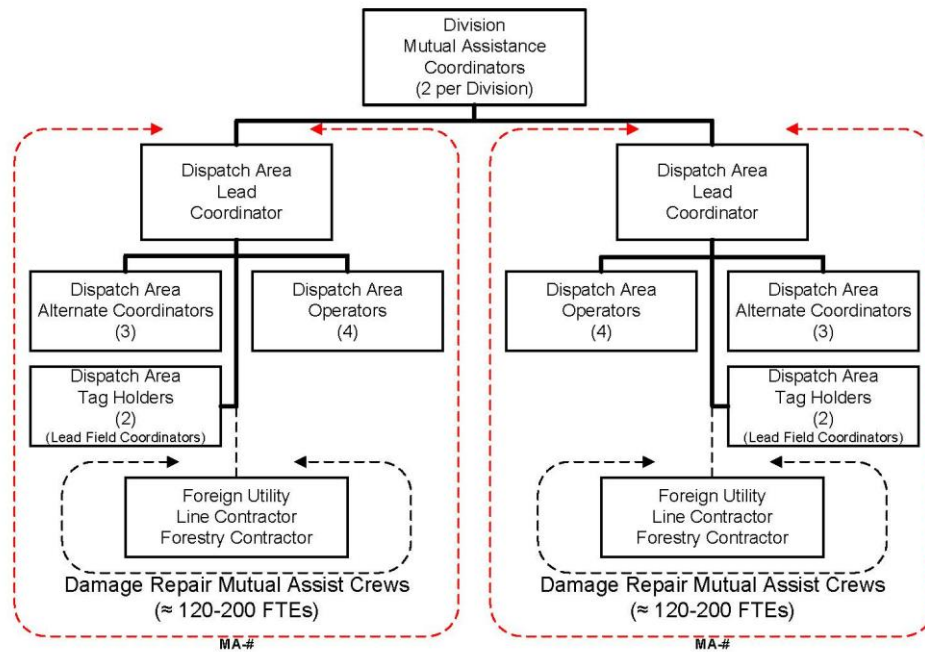 Division
Mutual Assistance
Coordinators
(2 per Division)
Dispatch Area
Lead
Coordinator
Dispatch Area
Alternate Coordinators
(3)
Dispatch Area
Operators
(4)
Dispatch Area
Tag Holders
(2)
(Lead Field Coordinators)
Foreign Utility
Line Contractor
Forestry Contractor
Damage Repair Mutual Assist Crews
(≈ 120-200 FTEs)
MA-#
Dispatch Area
Lead
Coordinator
Dispatch Area
Operators
(4)
Dispatch Area
Alternate Coordinators
(3)
Dispatch Area
Tag Holders
(2)
(Lead Field Coordinators)
Foreign Utility
Line Contractor
Forestry Contractor
Damage Repair Mutual Assist Crews
(≈ 120-200 FTEs)
MA-#